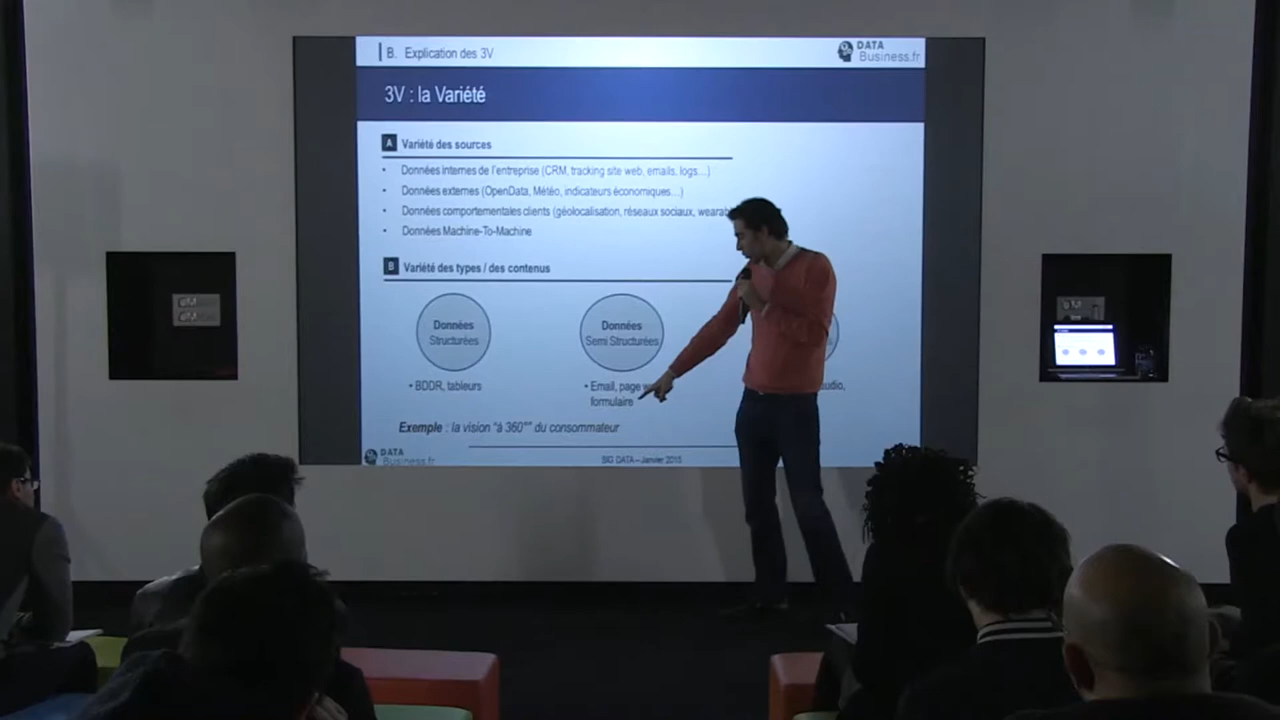 B. Explication des 3V
DATA
Business.fr
3V : la Variété
A Variété des sources
• Données internes de l'entreprise (CRM, tracking site web, emails, logs…)
• Données externes (OpenData, Météo, indicateurs économiques…)
• Données comportementales clients (géolocalisation, réseaux sociaux, wearab
• Données Machine-To-Machine
B Variété des types / des contenus
Données
Structurées
Données
Semi Structurées
• BDDR, tableurs
• Email, page w
formulaire
udio,
Exemple : la vision "à 360°" du consommateur
DATA
Business.fr
BIG DATA – Janvier 2015